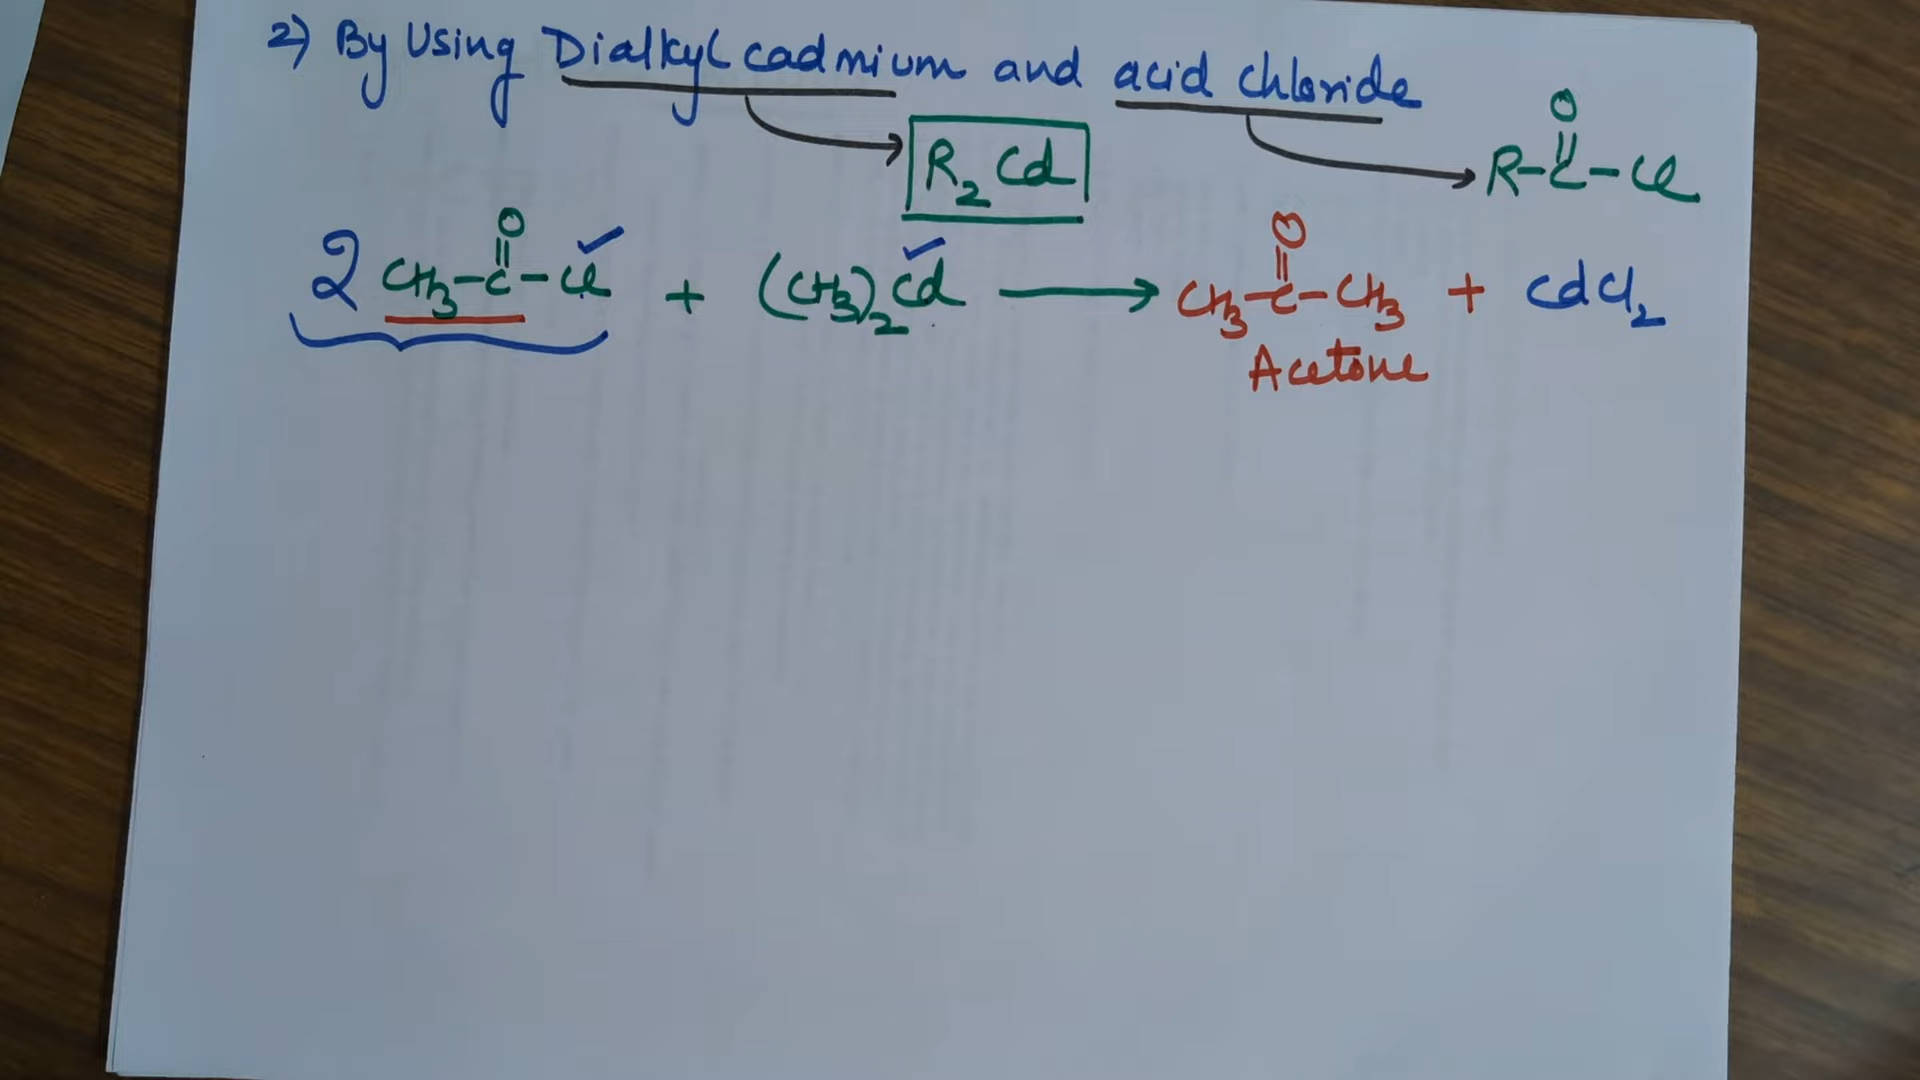 2) By Using Dialkyl cadmium and acid chloride
R₂Cd
O
||
R-C-Cl
O
||
2 CH₃-C-Cl + (CH₃)₂Cd ⟶ CH₃-C-CH₃ + CdCl₂
O
||
Acetone